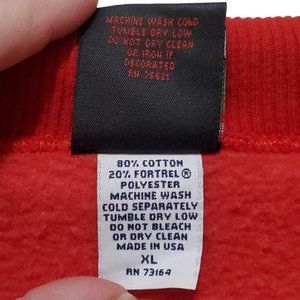 MACHINE WASH COLD
TUMBLE DRY LOW
DO NOT DRY CLEAN
OR IRON IF
DECORATED
RN 75621
80% COTTON
20% FORTREL®
POLYESTER
MACHINE WASH
COLD SEPARATELY
TUMBLE DRY LOW
DO NOT BLEACH
OR DRY CLEAN
MADE IN USA
XL
RN 73164